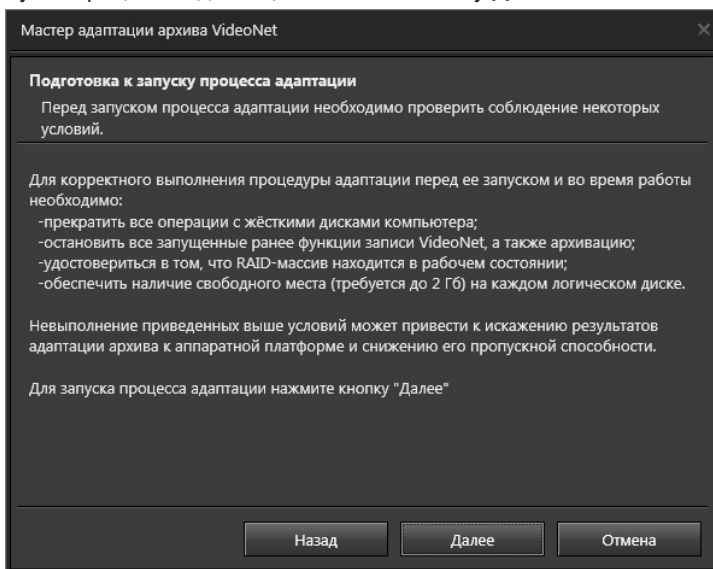 Мастер адаптации архива VideoNet
Подготовка к запуску процесса адаптации
Перед запуском процесса адаптации необходимо проверить соблюдение некоторых
условий.
Для корректного выполнения процедуры адаптации перед ее запуском и во время работы
необходимо:
-прекратить все операции с жёсткими дисками компьютера;
-остановить все запущенные ранее функции записи VideoNet, а также архивацию;
-удостовериться в том, что RAID-массив находится в рабочем состоянии;
-обеспечить наличие свободного места (требуется до 2 Гб) на каждом логическом диске.
Невыполнение приведенных выше условий может привести к искажению результатов
адаптации архива к аппаратной платформе и снижению его пропускной способности.
Для запуска процесса адаптации нажмите кнопку "Далее"
Назад Далее Отмена